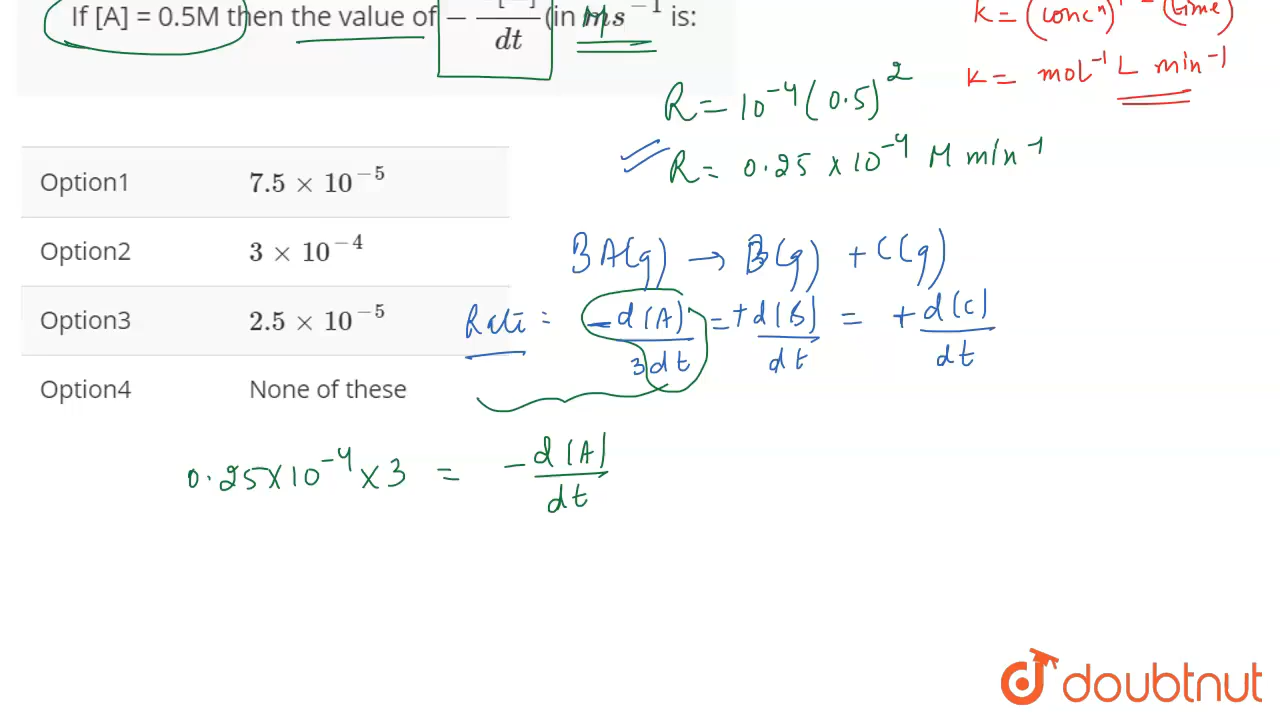 If [A] = 0.5M then the value of − [ ] / dt (in Ms⁻¹ is:
K = (concⁿ) (time)
K = mol⁻¹ L min⁻¹
R = 10⁻⁴ (0.5)²
R = 0.25 × 10⁻⁴ M min⁻¹
Option1 7.5 × 10⁻⁵
Option2 3 × 10⁻⁴
Option3 2.5 × 10⁻⁵
Option4 None of these
3A(g) → B(g) + C(g)
Rate : −d[A] / 3dt = +d[B] / dt = +d[C] / dt
0.25×10⁻⁴ × 3 = −d[A] / dt
doubtnut